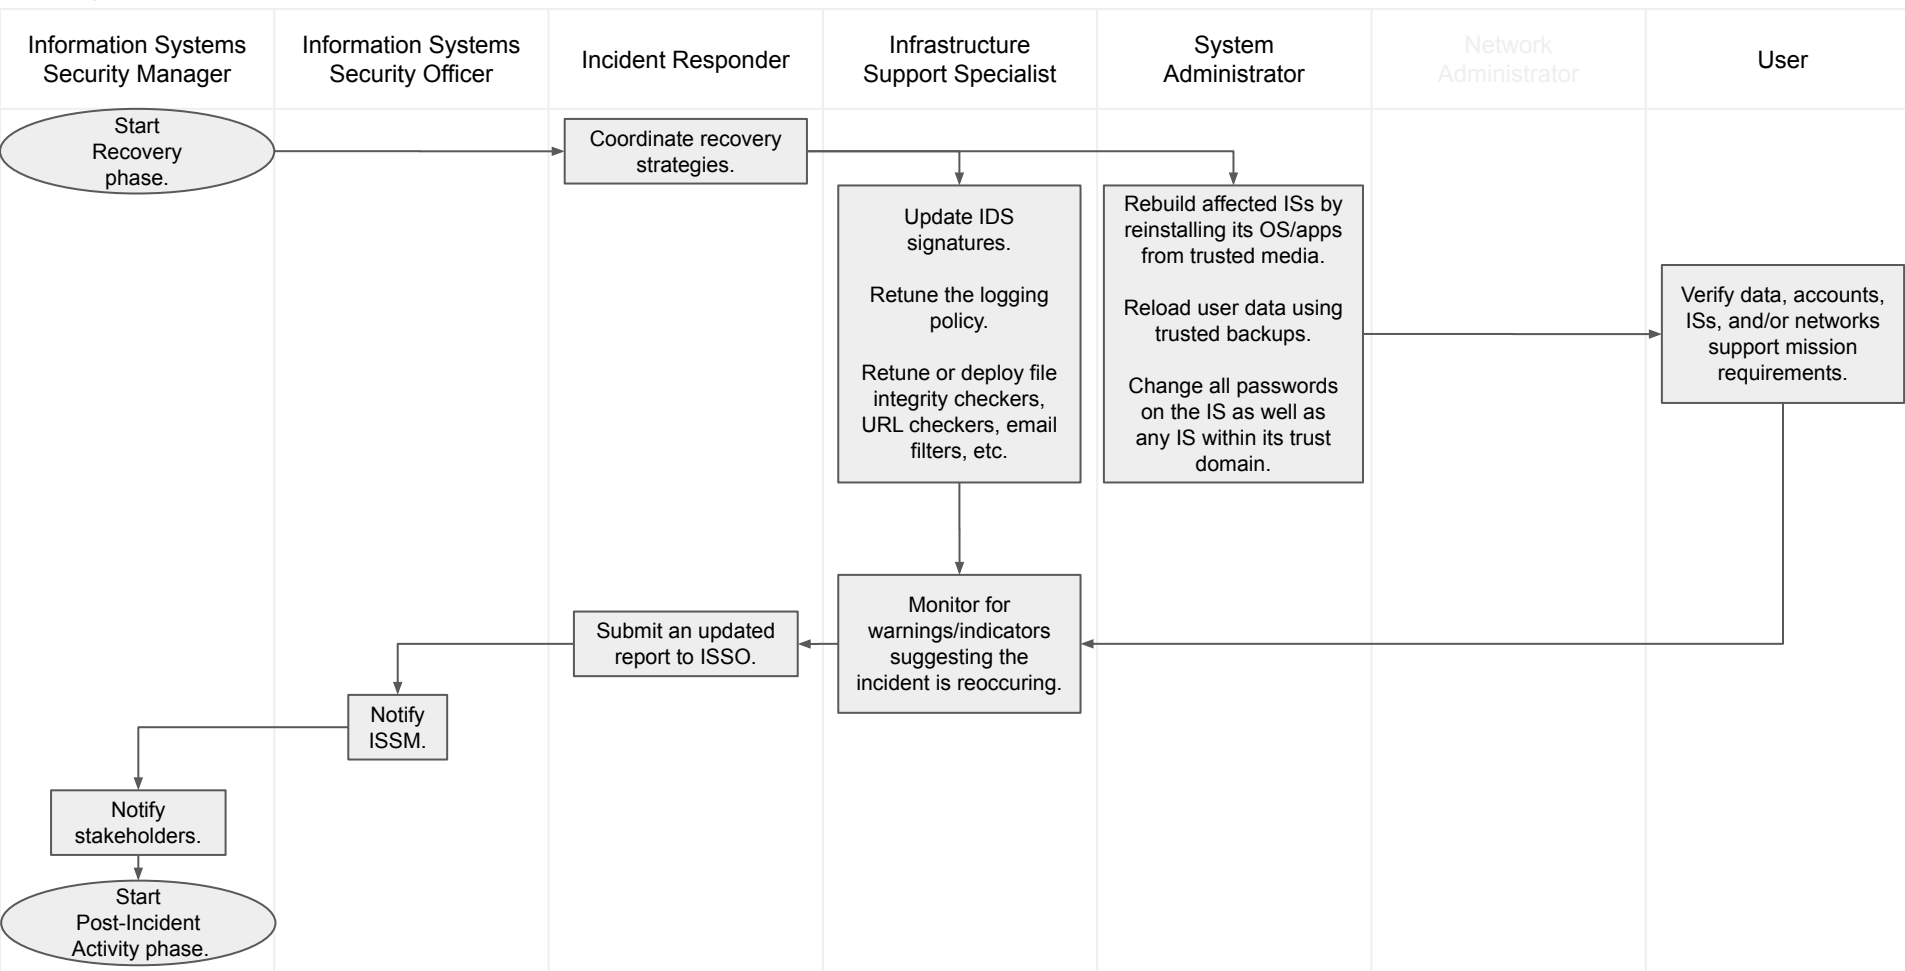 Information Systems
Security Manager
Information Systems
Security Officer
Incident Responder
Infrastructure
Support Specialist
System
Administrator
Network
Administrator
User
Start
Recovery
phase.
Coordinate recovery
strategies.
Update IDS
signatures.
Retune the logging
policy.
Retune or deploy file
integrity checkers,
URL checkers, email
filters, etc.
Rebuild affected ISs by
reinstalling its OS/apps
from trusted media.
Reload user data using
trusted backups.
Change all passwords
on the IS as well as
any IS within its trust
domain.
Verify data, accounts,
ISs, and/or networks
support mission
requirements.
Monitor for
warnings/indicators
suggesting the
incident is reoccuring.
Submit an updated
report to ISSO.
Notify
ISSM.
Notify
stakeholders.
Start
Post-Incident
Activity phase.